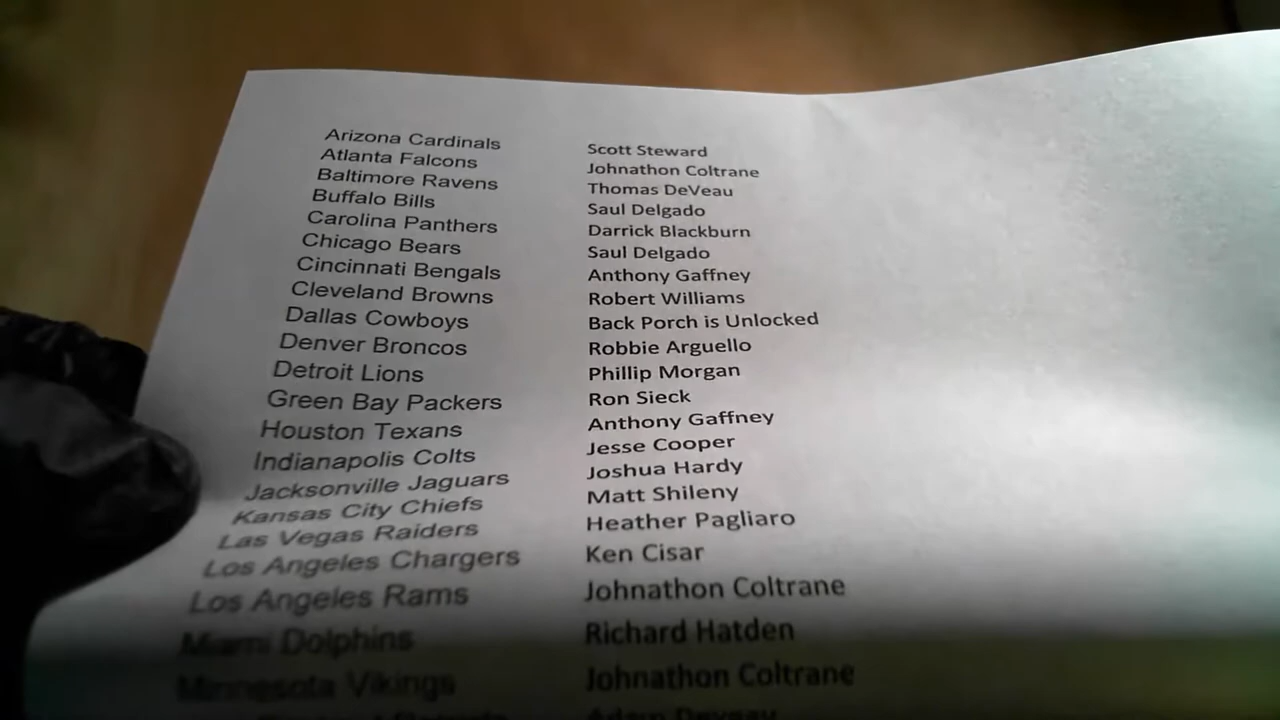 Arizona Cardinals Scott Steward
Atlanta Falcons Johnathon Coltrane
Baltimore Ravens Thomas DeVeau
Buffalo Bills Saul Delgado
Carolina Panthers Darrick Blackburn
Chicago Bears Saul Delgado
Cincinnati Bengals Anthony Gaffney
Cleveland Browns Robert Williams
Dallas Cowboys Back Porch is Unlocked
Denver Broncos Robbie Arguello
Detroit Lions Phillip Morgan
Green Bay Packers Ron Sieck
Houston Texans Anthony Gaffney
Indianapolis Colts Jesse Cooper
Jacksonville Jaguars Joshua Hardy
Kansas City Chiefs Matt Shileny
Las Vegas Raiders Heather Pagliaro
Los Angeles Chargers Ken Cisar
Los Angeles Rams Johnathon Coltrane
Miami Dolphins Richard Hatden
Minnesota Vikings Johnathon Coltrane